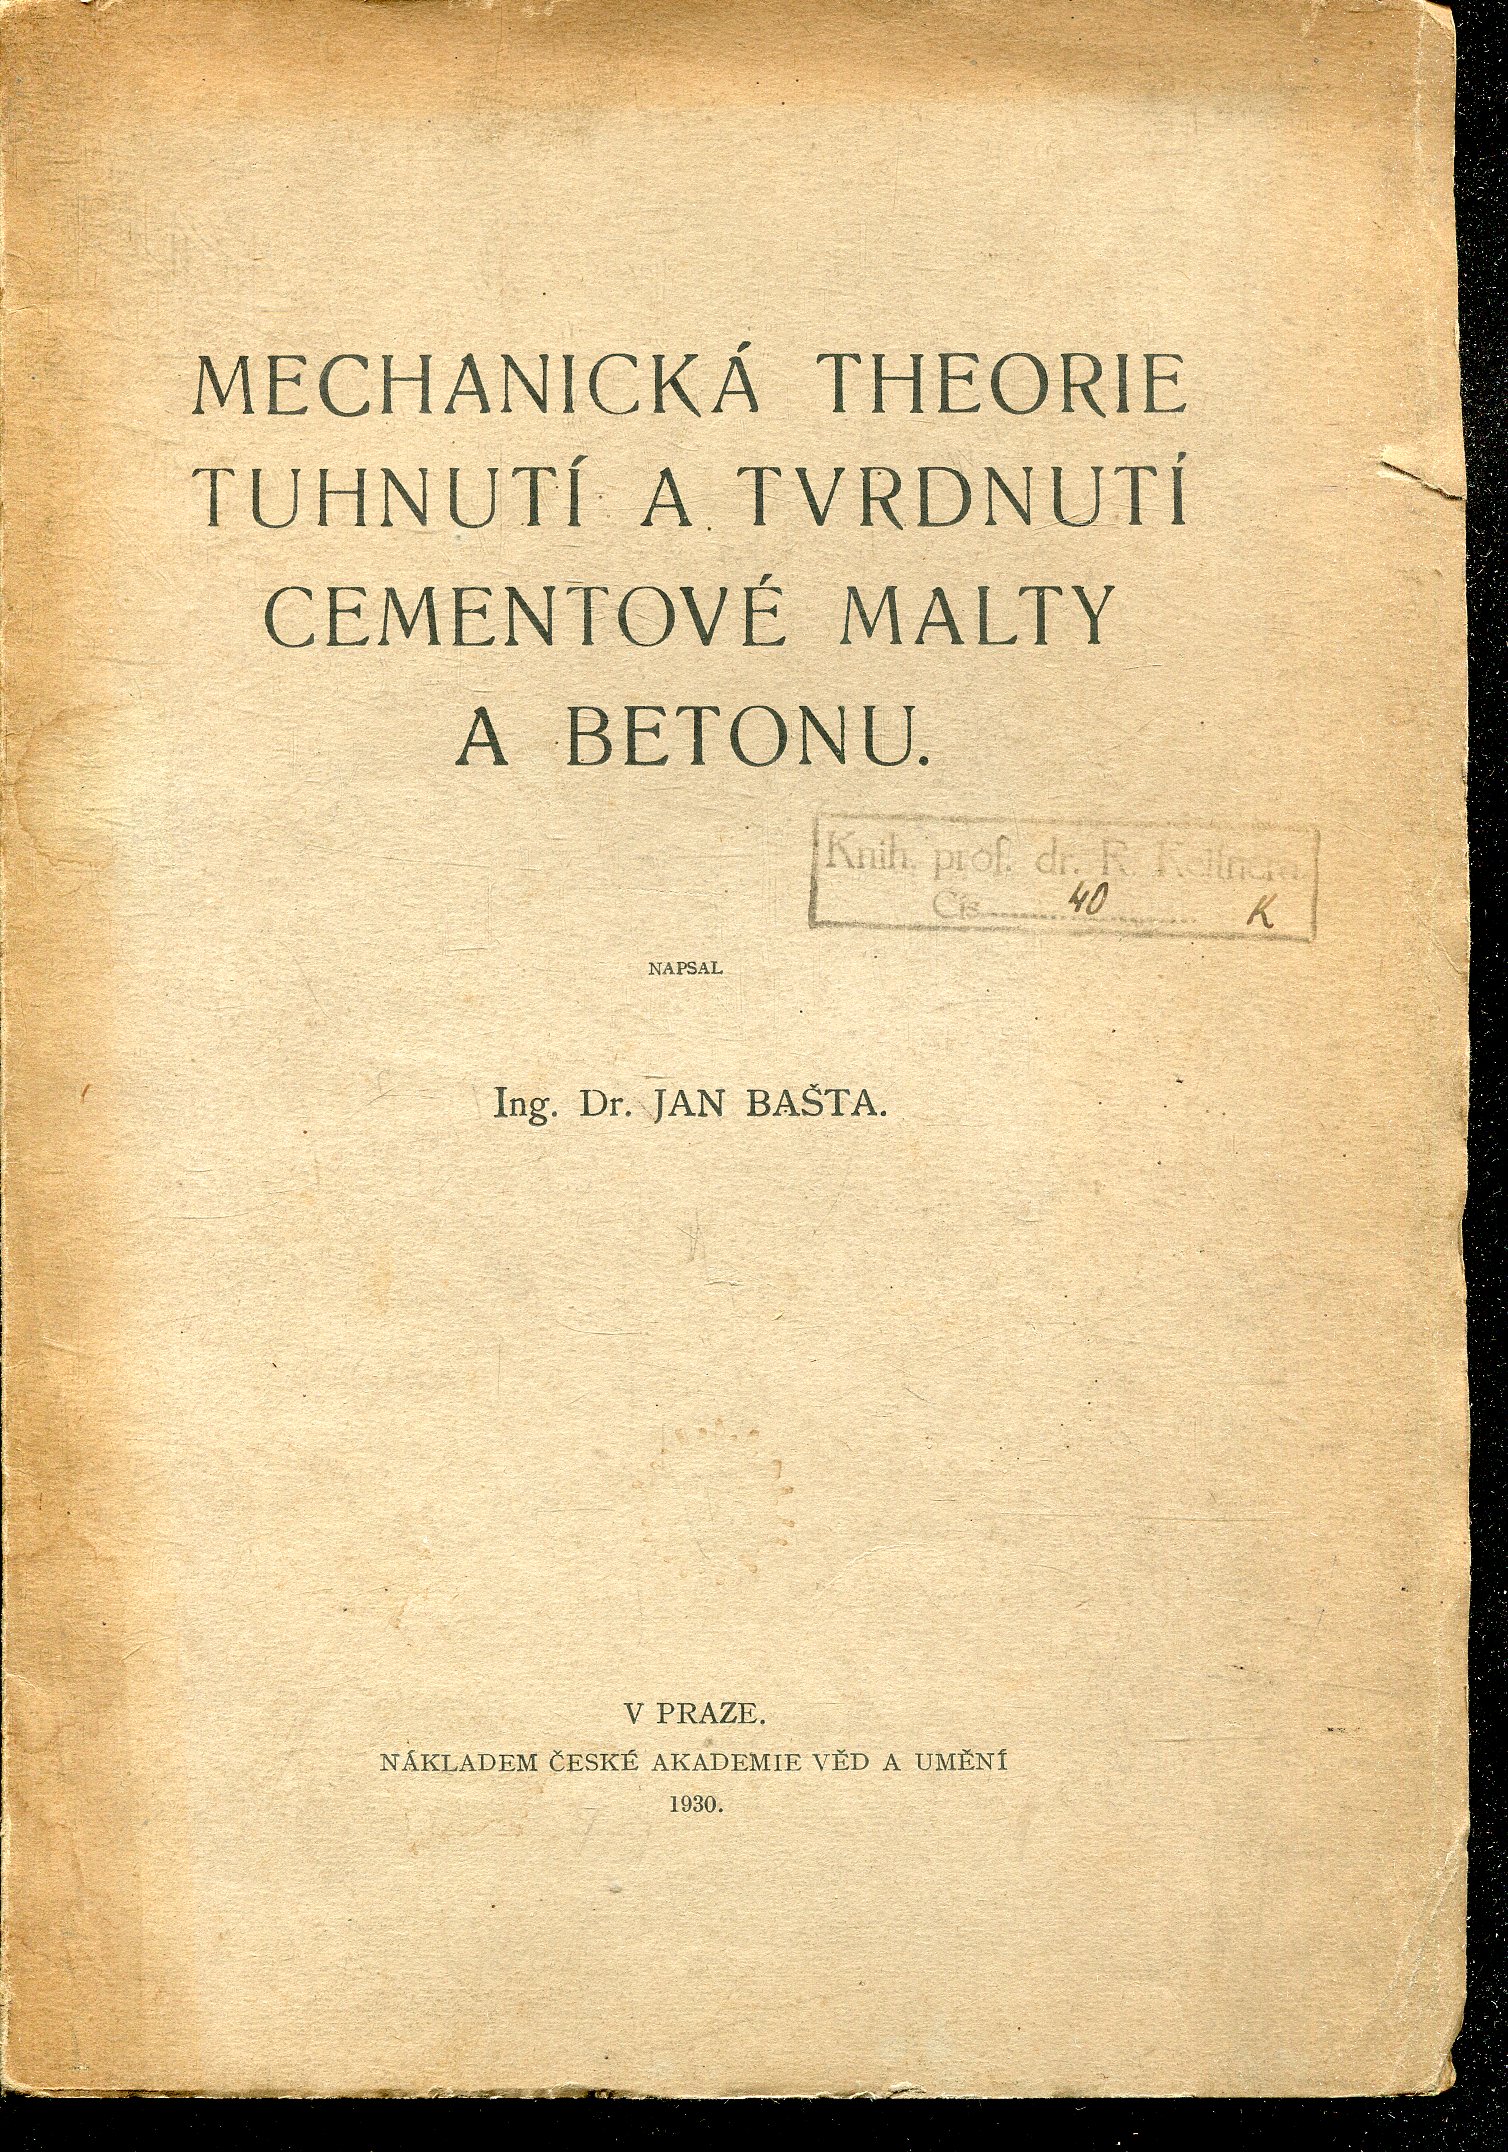 MECHANICKÁ THEORIE
TUHNUTÍ A TVRDNUTÍ
CEMENTOVÉ MALTY
A BETONU.
Knih. prof. dr. R. Kettnera.
Čís. 40 K
NAPSAL
Ing. Dr. JAN BAŠTA.
V PRAZE.
NÁKLADEM ČESKÉ AKADEMIE VĚD A UMĚNÍ
1930.